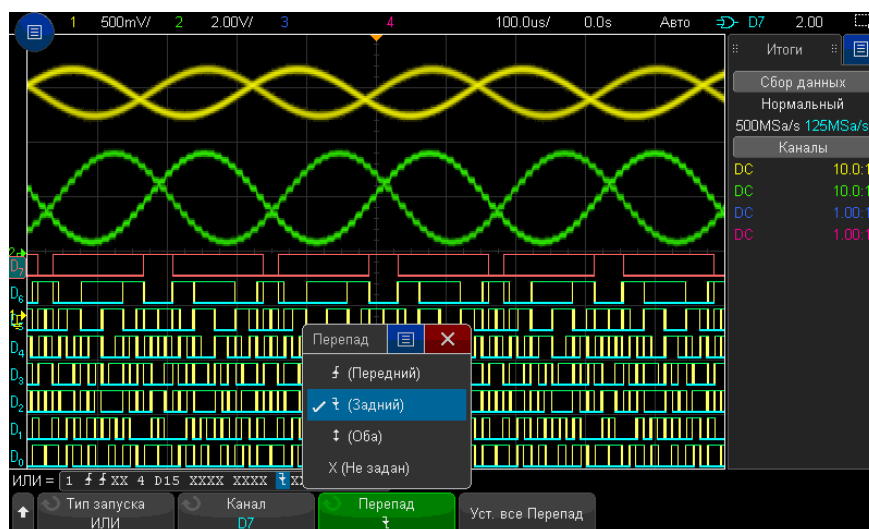 1 500mV/ 2 2.00V/ 3 4 100.0us/ 0.0s Авто D7 2.00
Итоги
Сбор данных
Нормальный
500MSa/s 125MSa/s
Каналы
DC 10.0:1
DC 10.0:1
DC 1.00:1
DC 1.00:1
D7
D6
D4
D3
D2
D1
D0
Перепад
(Передний)
(Задний)
(Оба)
X (Не задан)
ИЛИ = 1 XX 4 D15 XXXX XXXX
Тип запуска
ИЛИ
Канал
D7
Перепад
Уст. все Перепад